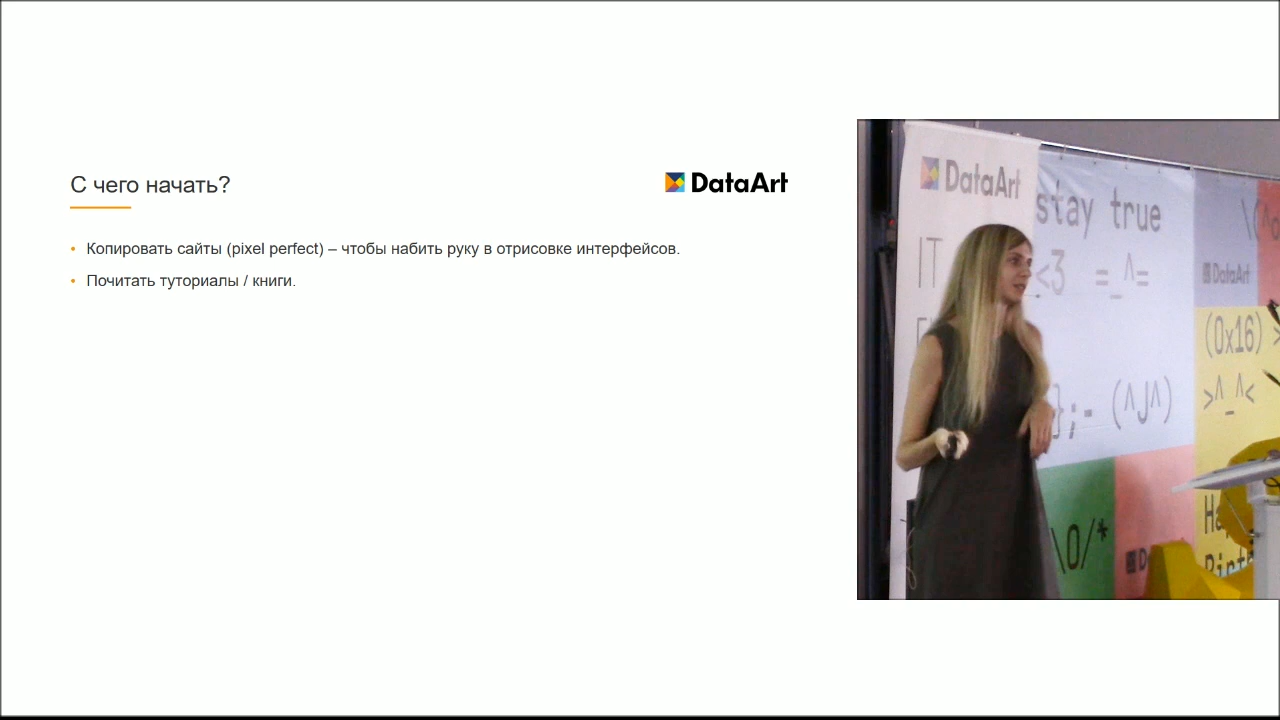 С чего начать?
DataArt
• Копировать сайты (pixel perfect) – чтобы набить руку в отрисовке интерфейсов.
• Почитать туториалы / книги.
DataArt
stay true
IT
<3 =_^=
DataArt
(0x16)
};- (^J^)
>^_^<
\0/*